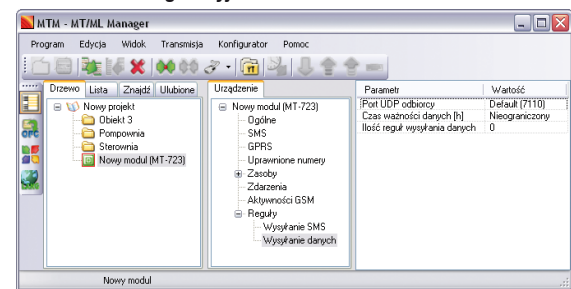 MTM - MT/ML Manager
Program Edycja Widok Transmisja Konfigurator Pomoc
Drzewo Lista Znajdź Ulubione
Nowy projekt
Obiekt 3
Pompownia
Sterownia
Nowy moduł (MT-723)
Urządzenie
Nowy moduł (MT-723)
Ogólne
SMS
GPRS
Uprawnione numery
Zasoby
Zdarzenia
Aktywności GSM
Reguły
Wysyłanie SMS
Wysyłanie danych
Parametr Wartość
Port UDP odbiorcy Default (7110)
Czas ważności danych [h] Nieograniczony
Ilość reguł wysyłania danych 0
Nowy moduł